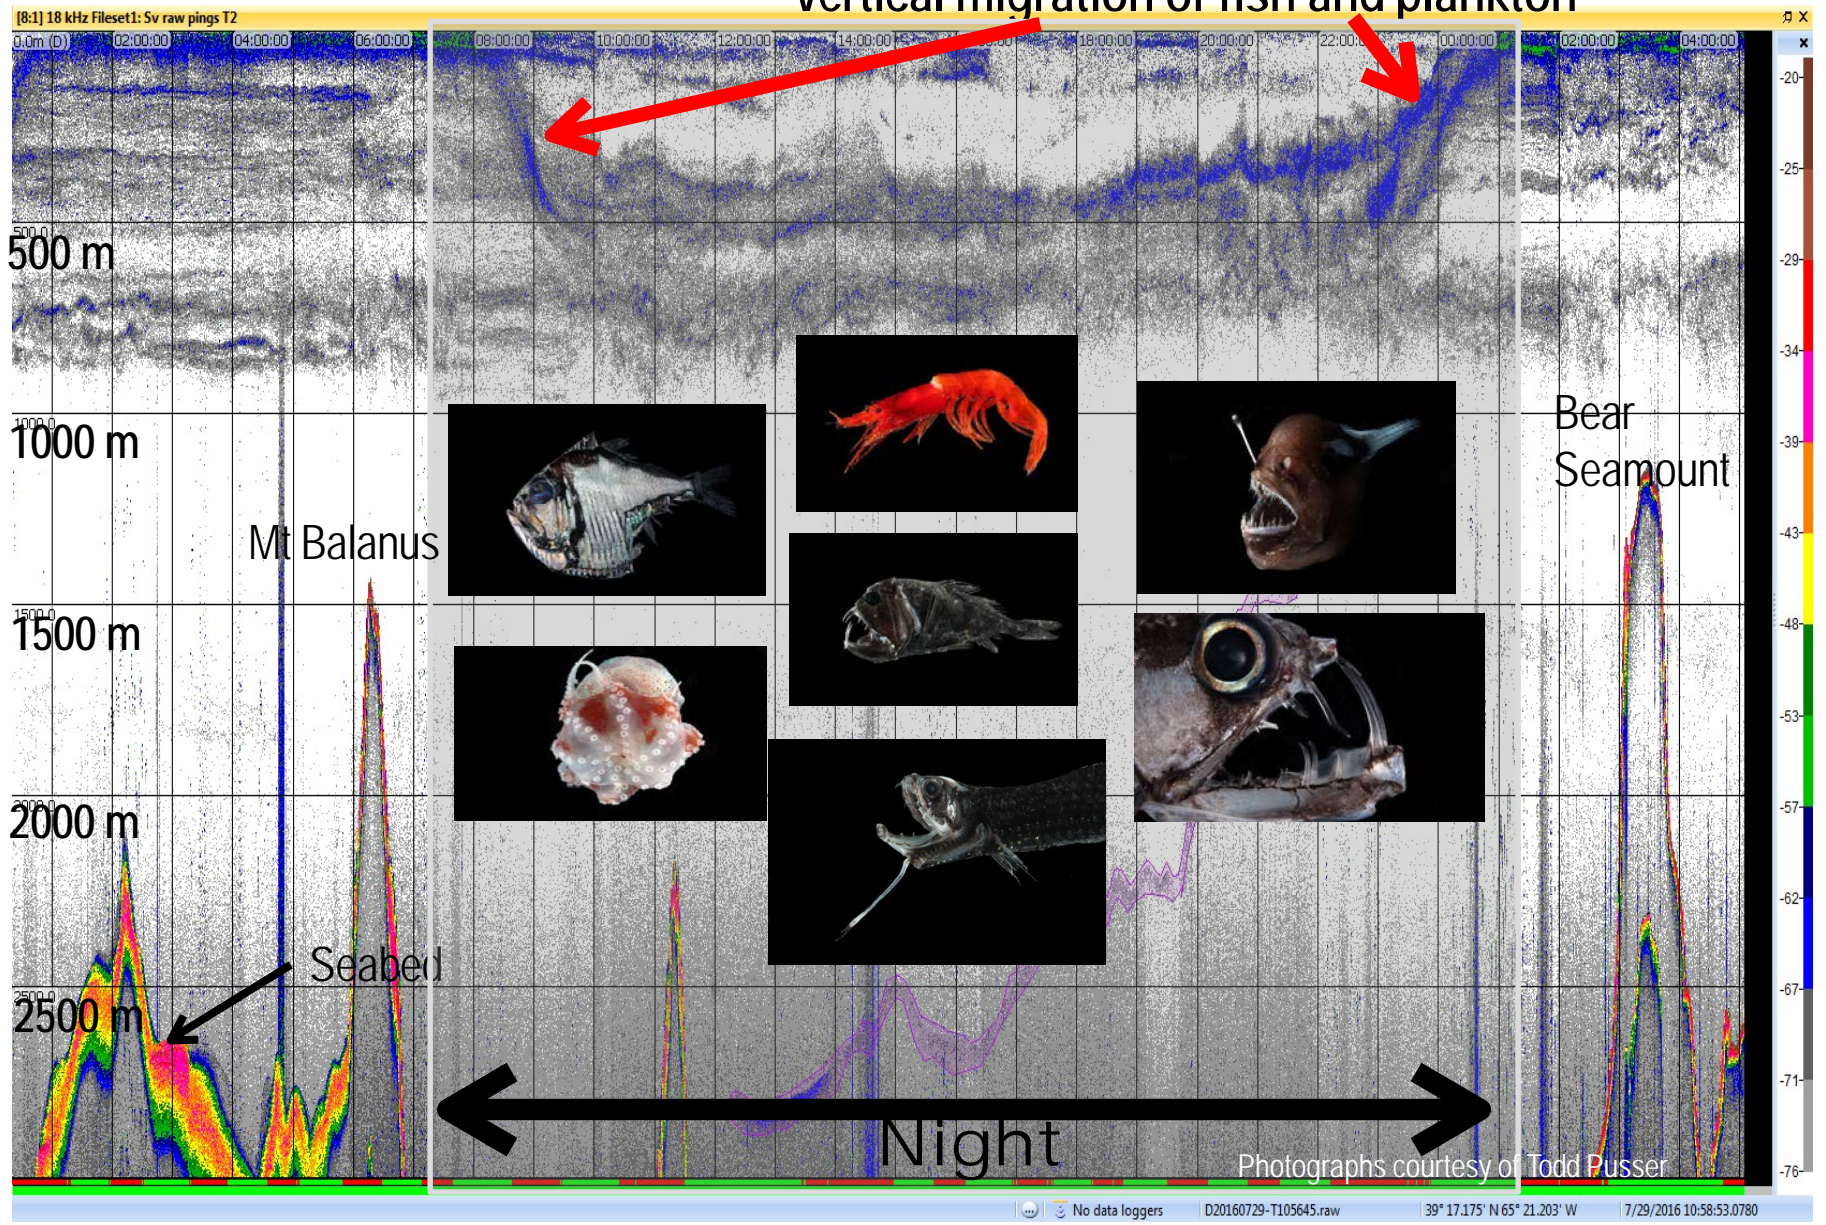 Vertical migration of fish and plankton
[8:1] 18 kHz Fileset1: Sv raw pings T2
0.0m (D) 02:00:00 04:00:00 06:00:00 08:00:00 10:00:00 12:00:00 14:00:00 18:00:00 20:00:00 22:00:00 00:00:00 02:00:00 04:00:00
-20
-25
-29
-34
-39
-43
-48
-53
-57
-62
-67
-71
-76
500 m
1000 m
1500 m
2000 m
2500 m
Bear
Seamount
Mt Balanus
Seabed
Night
Photographs courtesy of Todd Pusser
No data loggers D20160729-T105645.raw 39° 17.175' N 65° 21.203' W 7/29/2016 10:58:53.0780